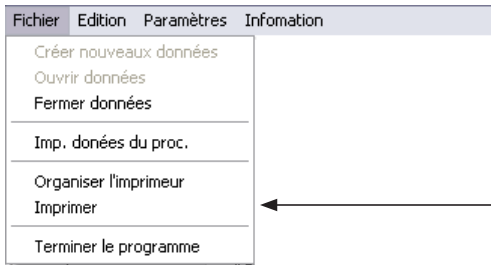 Fichier Edition Paramètres Infomation
Créer nouveaux données
Ouvrir données
Fermer données
Imp. donées du proc.
Organiser l'imprimeur
Imprimer
Terminer le programme